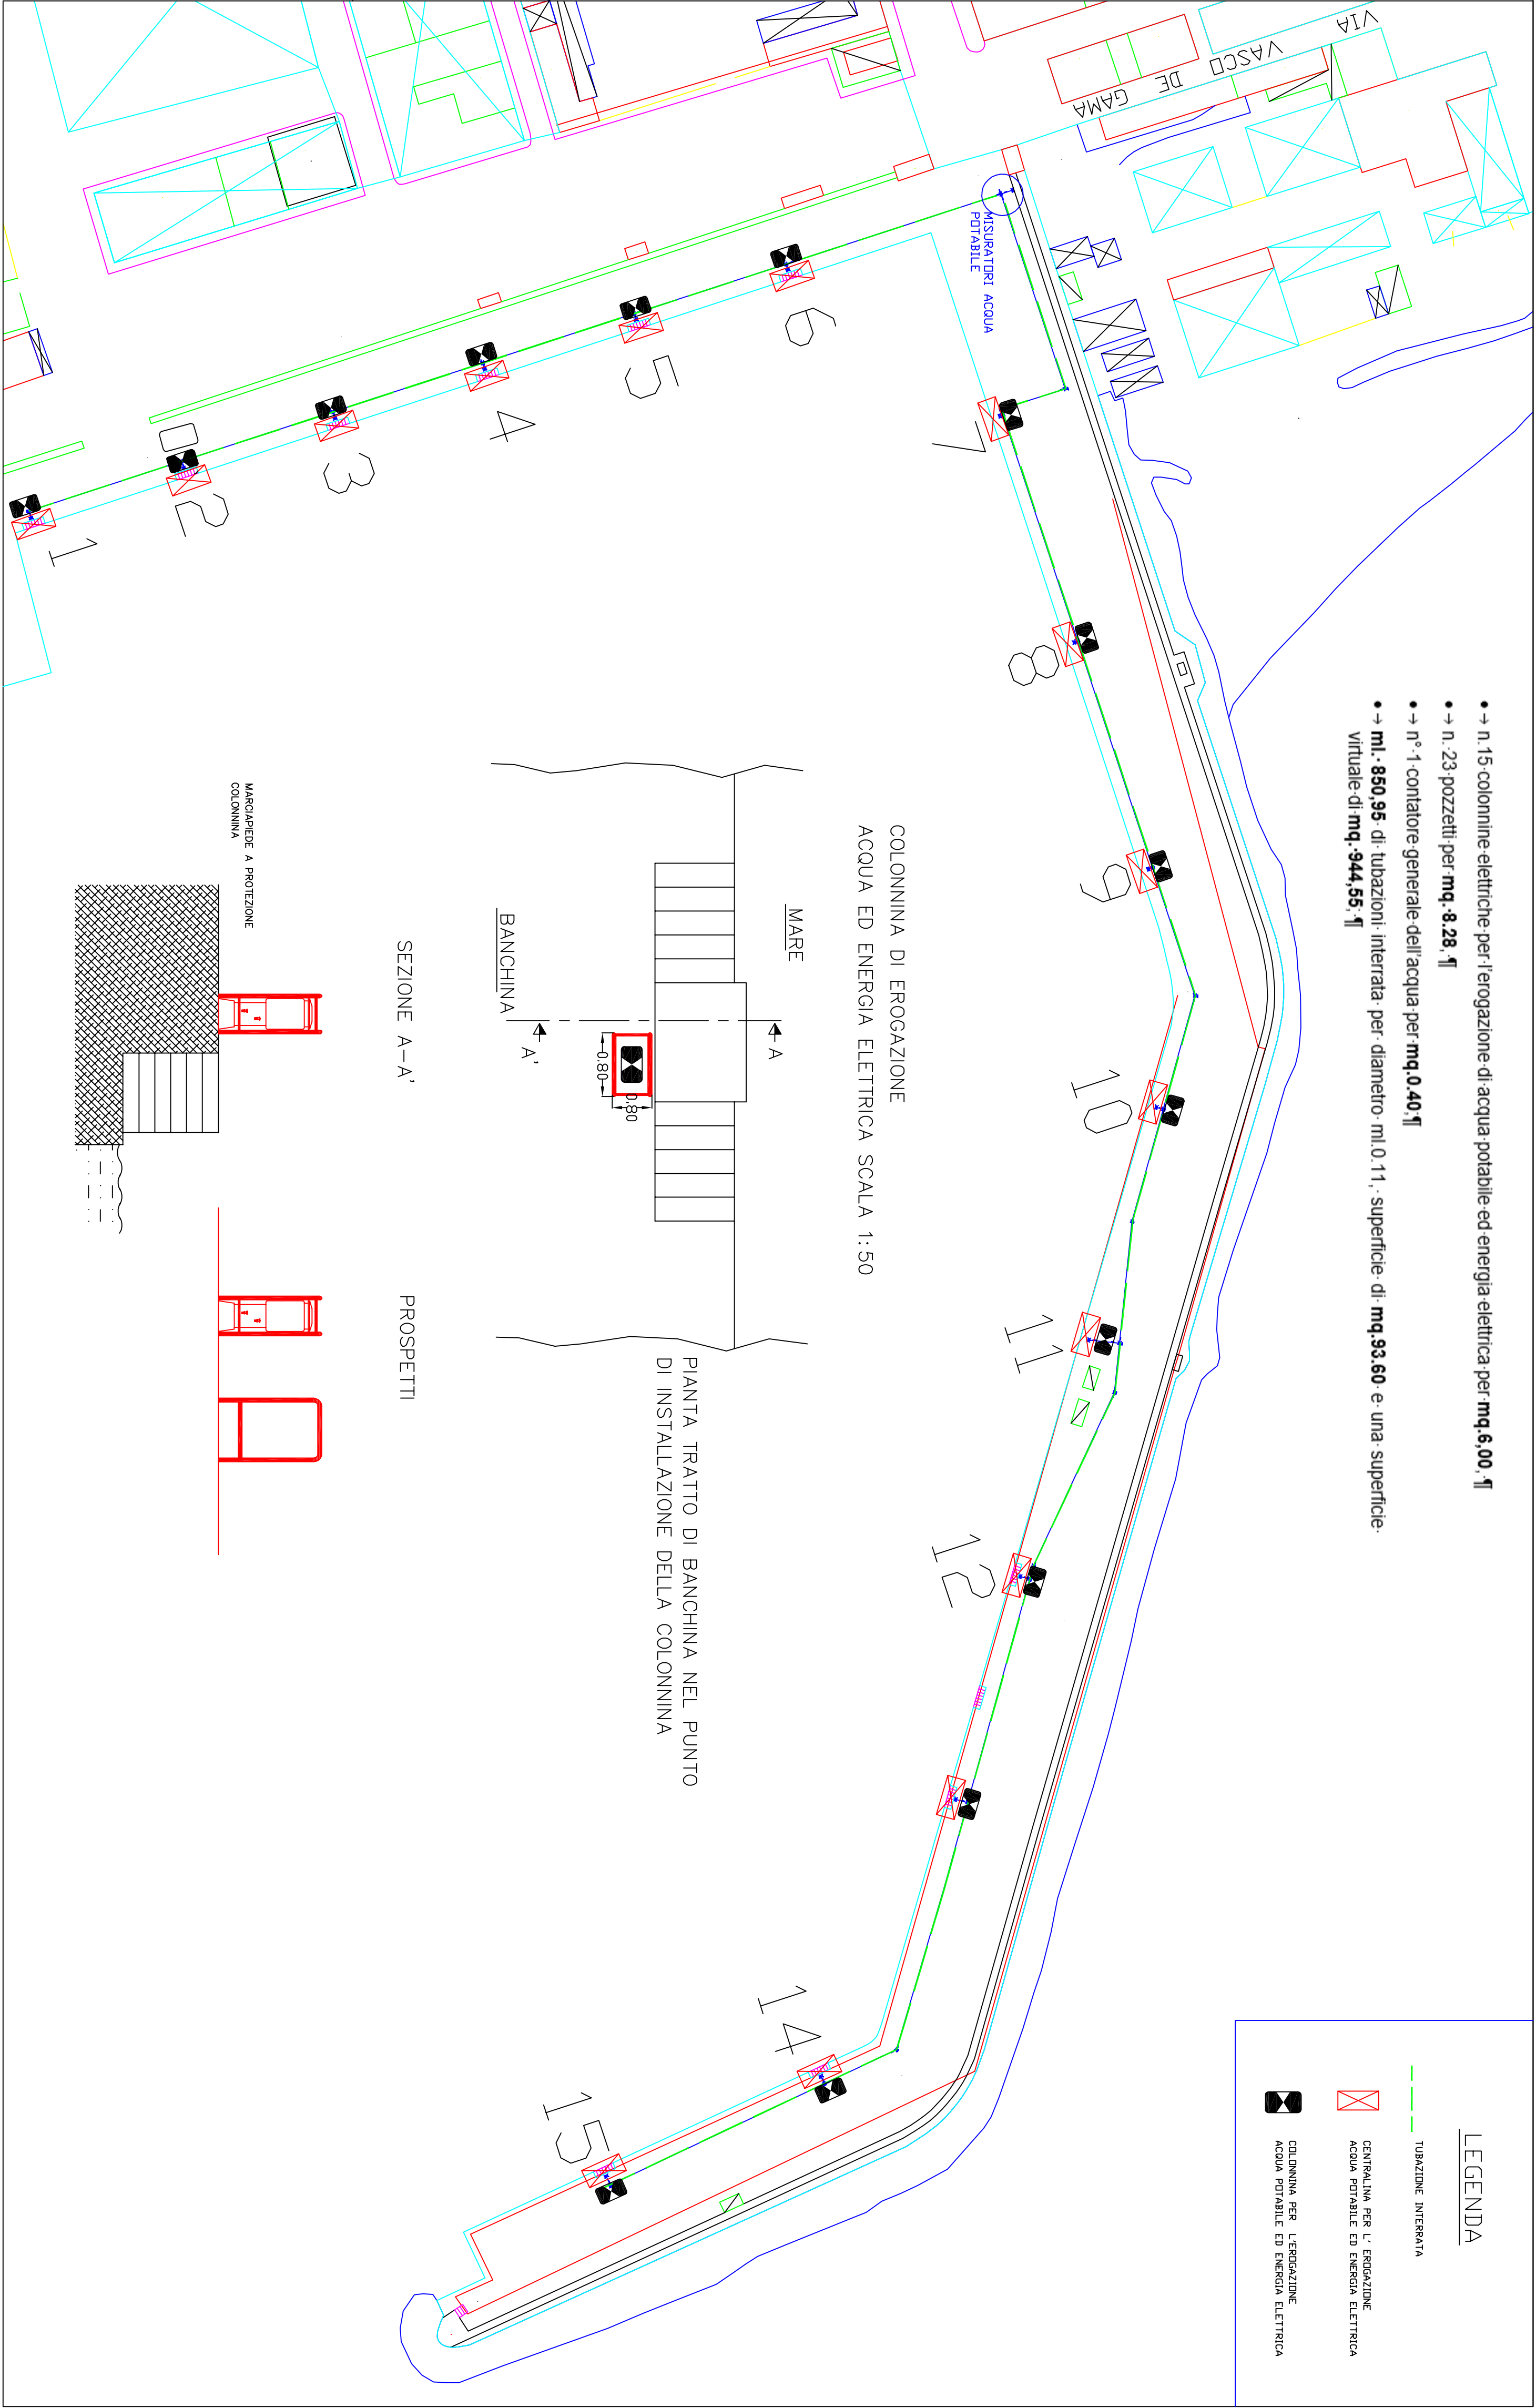 • → n.15·colonnine·elettriche·per·l'erogazione·di·acqua·potabile·ed·energia·elettrica·per·mq.6,00,·¶
• → n.·23·pozzetti·per·mq.·8.28,·¶
• → n°·1·contatore·generale·dell'acqua·per·mq.0.40;¶
• → ml.· 850,95· di· tubazioni· interrata· per· diametro· ml.0.11,· superficie· di· mq.93.60· e· una· superficie·
virtuale·di·mq.·944,55;¶
LEGENDA
TUBAZIONE INTERRATA
CENTRALINA PER L' EROGAZIONE
ACQUA POTABILE ED ENERGIA ELETTRICA
COLONNINA PER L'EROGAZIONE
ACQUA POTABILE ED ENERGIA ELETTRICA
VIA VASCO DE GAMA
MISURATORI ACQUA
POTABILE
1
2
3
4
5
6
7
8
9
10
11
12
14
15
COLONNINA DI EROGAZIONE
ACQUA ED ENERGIA ELETTRICA SCALA 1:50
MARE
A
0.80
0.80
A'
BANCHINA
PIANTA TRATTO DI BANCHINA NEL PUNTO
DI INSTALLAZIONE DELLA COLONNINA
SEZIONE A-A'
PROSPETTI
MARCIAPIEDE A PROTEZIONE
COLONNINA